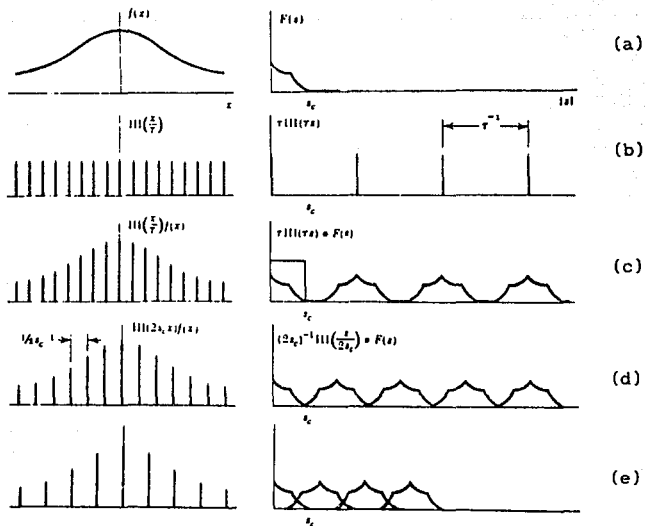 f(x)
F(s)
(a)
x
s_c
|s|
III(x/τ)
τIII(τs)
τ^{-1}
(b)
s_c
III(x/τ)f(x)
τIII(τs) * F(s)
(c)
s_c
½s_c^{-1}
III(2s_c x)f(x)
(2s_c)^{-1}III(s/2s_c) * F(s)
(d)
s_c
(e)
s_c